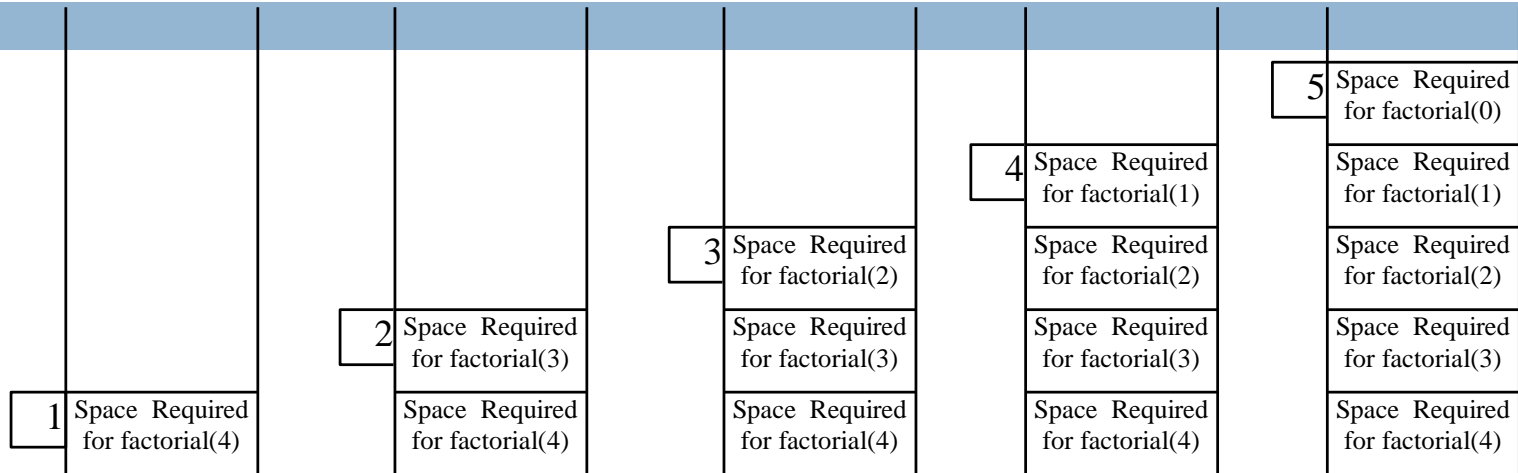 1
Space Required
for factorial(4)
2
Space Required
for factorial(3)
Space Required
for factorial(4)
3
Space Required
for factorial(2)
Space Required
for factorial(3)
Space Required
for factorial(4)
4
Space Required
for factorial(1)
Space Required
for factorial(2)
Space Required
for factorial(3)
Space Required
for factorial(4)
5
Space Required
for factorial(0)
Space Required
for factorial(1)
Space Required
for factorial(2)
Space Required
for factorial(3)
Space Required
for factorial(4)